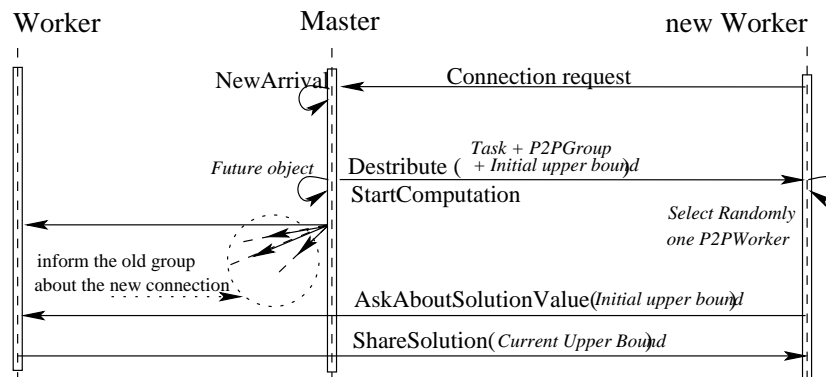 Worker
Master
new Worker
NewArrival
Connection request
Task + P2PGroup
Future object
Destribute ( + Initial upper bound)
StartComputation
Select Randomly
one P2PWorker
inform the old group
about the new connection
AskAboutSolutionValue(Initial upper bound)
ShareSolution(Current Upper Bound)